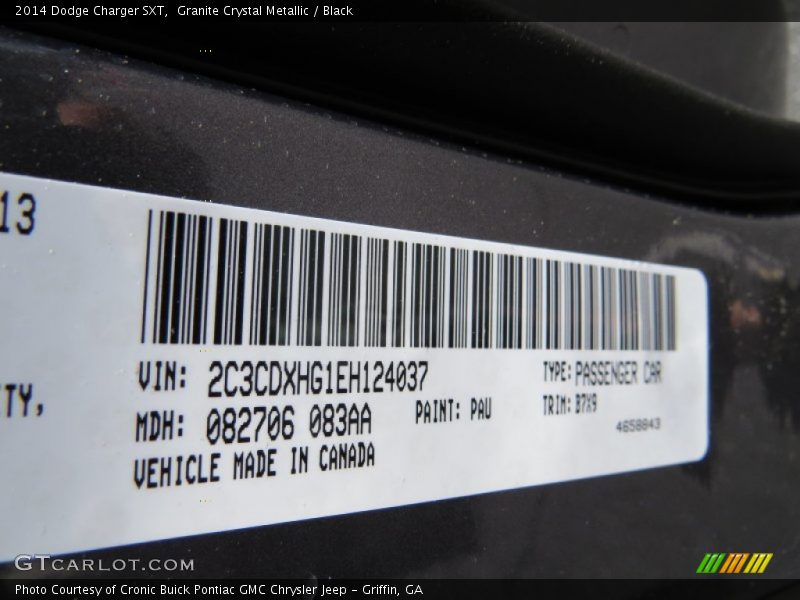 2014 Dodge Charger SXT,  Granite Crystal Metallic / Black
13
VIN: 2C3CDXHG1EH124037
TYPE: PASSENGER CAR
MDH: 082706 083AA
PAINT: PAU
TRIM: B7X9
TY,
4658843
VEHICLE MADE IN CANADA
GTCARLOT.COM
Photo Courtesy of Cronic Buick Pontiac GMC Chrysler Jeep - Griffin, GA